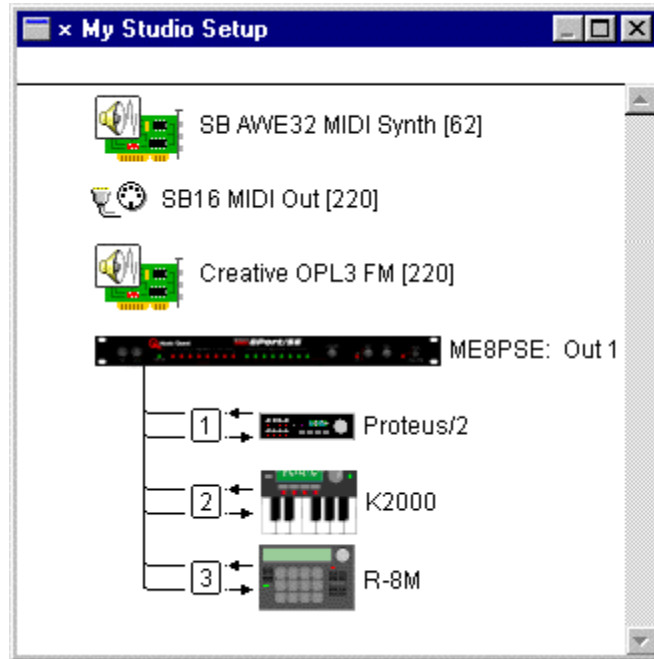 × My Studio Setup
SB AWE32 MIDI Synth [62]
SB16 MIDI Out [220]
Creative OPL3 FM [220]
ME8PSE: Out 1
1 Proteus/2
2 K2000
3 R-8M